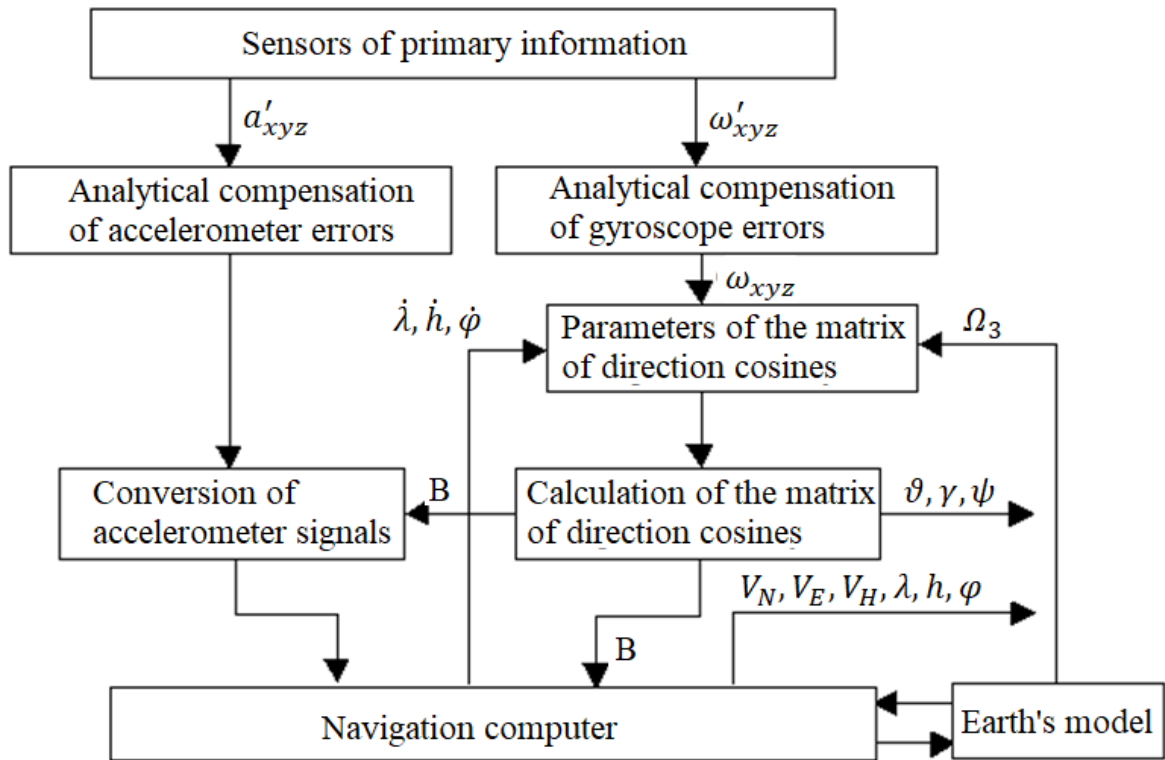 Sensors of primary information
a′xyz
ω′xyz
Analytical compensation
of accelerometer errors
Analytical compensation
of gyroscope errors
ωxyz
λ̇, ḣ, φ̇
Parameters of the matrix
of direction cosines
Ω3
Conversion of
accelerometer signals
B
Calculation of the matrix
of direction cosines
ϑ, γ, ψ
VN, VE, VH, λ, h, φ
B
Navigation computer
Earth's model